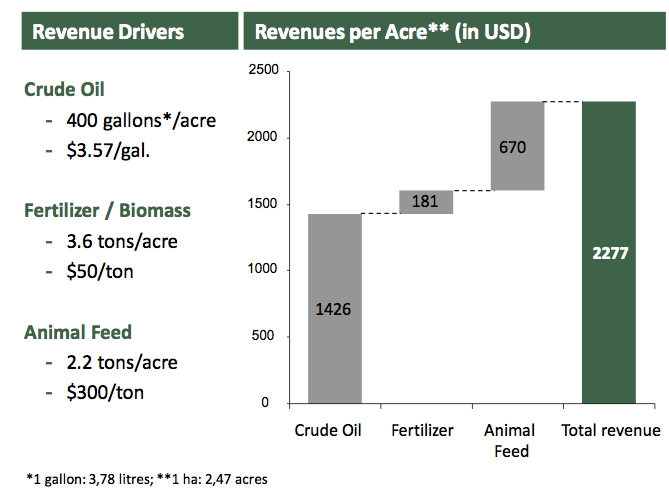 Revenue Drivers
Revenues per Acre** (in USD)
Crude Oil
- 400 gallons*/acre
- $3.57/gal.
Fertilizer / Biomass
- 3.6 tons/acre
- $50/ton
Animal Feed
- 2.2 tons/acre
- $300/ton
2500
2000
1500
1000
500
0
1426
181
670
2277
Crude Oil
Fertilizer
Animal
Feed
Total revenue
*1 gallon: 3,78 litres; **1 ha: 2,47 acres